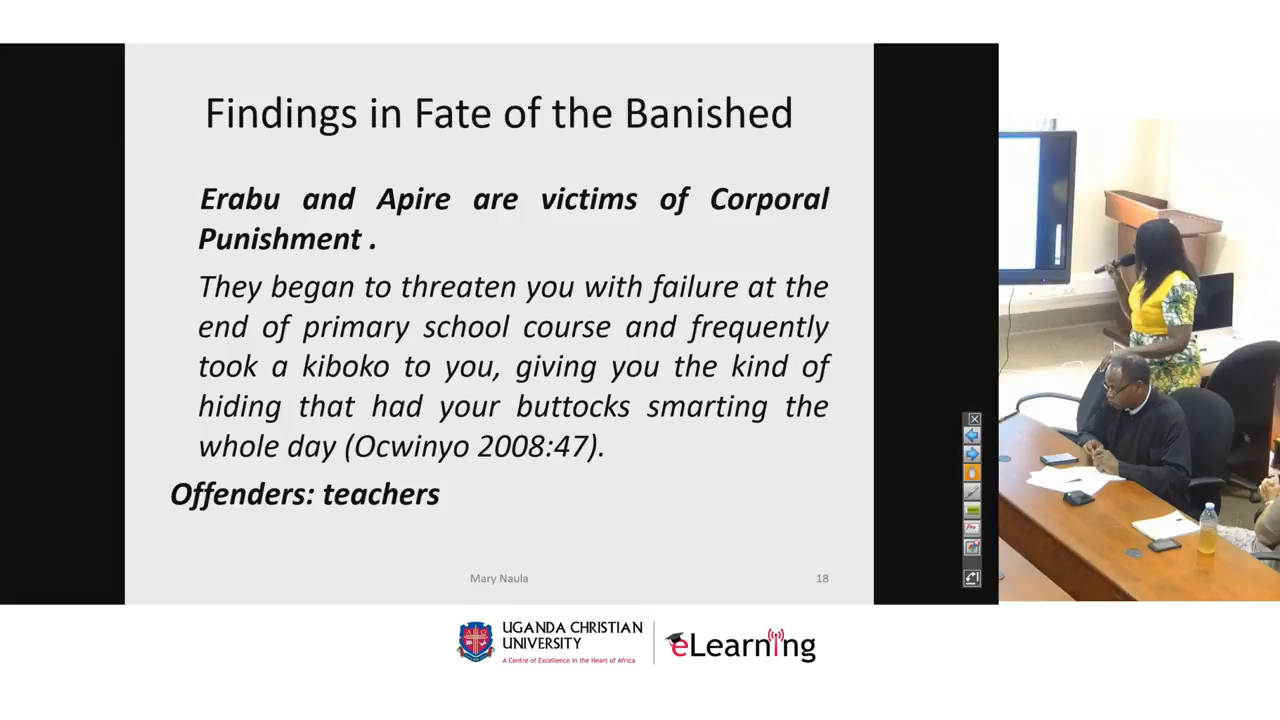 Findings in Fate of the Banished
Erabu and Apire are victims of Corporal
Punishment .
They began to threaten you with failure at the
end of primary school course and frequently
took a kiboko to you, giving you the kind of
hiding that had your buttocks smarting the
whole day (Ocwinyo 2008:47).
Offenders: teachers
Mary Naula 18
UGANDA CHRISTIAN
UNIVERSITY
A Centre of Excellence in the Heart of Africa
eLearning